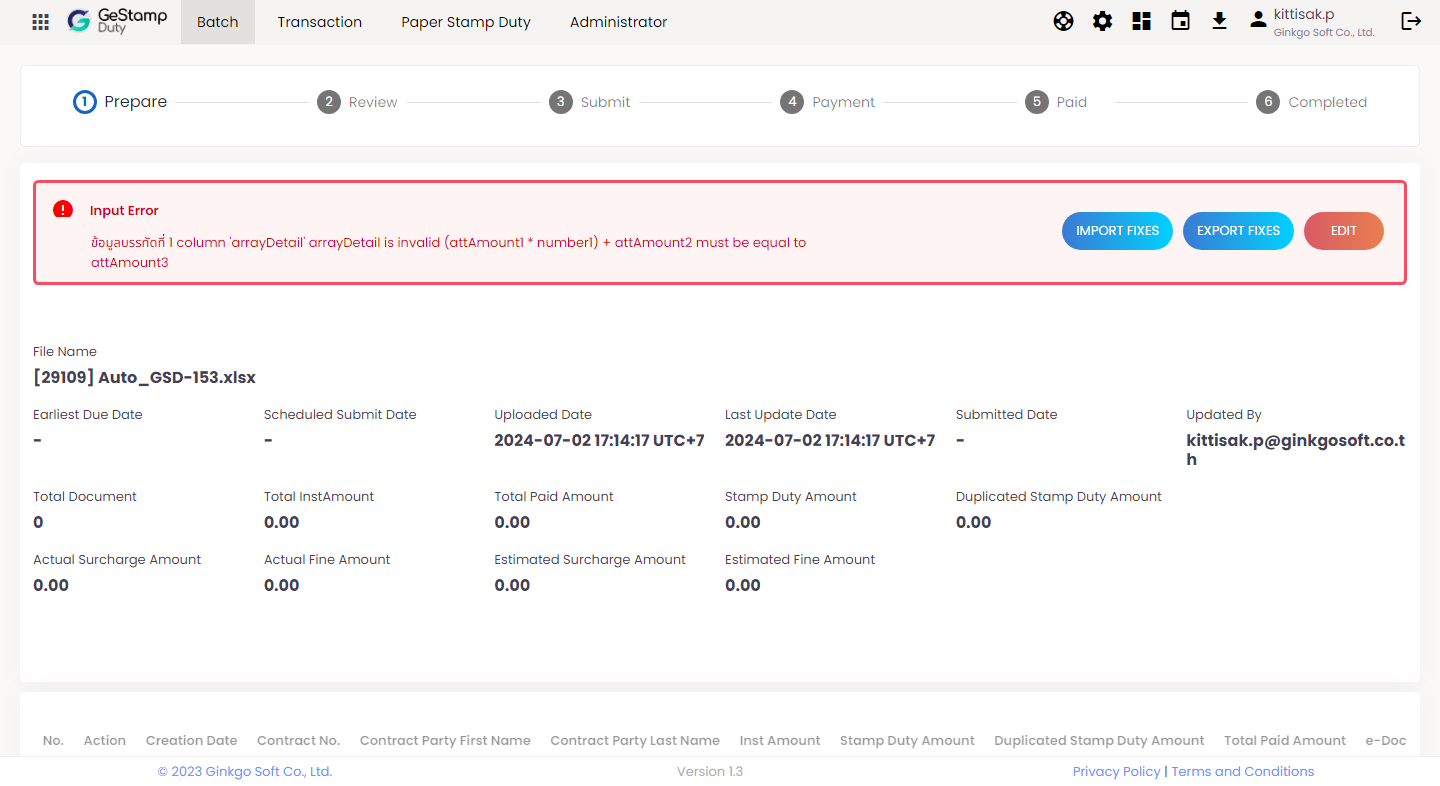 GeStamp
Duty
Batch
Transaction
Paper Stamp Duty
Administrator
kittisak.p
Ginkgo Soft Co., Ltd.
1 Prepare
2 Review
3 Submit
4 Payment
5 Paid
6 Completed
Input Error
ข้อมูลบรรทัดที่ 1 column 'arrayDetail' arrayDetail is invalid (attAmount1 * number1) + attAmount2 must be equal to
attAmount3
IMPORT FIXES
EXPORT FIXES
EDIT
File Name
[29109] Auto_GSD-153.xlsx
Earliest Due Date
-
Scheduled Submit Date
-
Uploaded Date
2024-07-02 17:14:17 UTC+7
Last Update Date
2024-07-02 17:14:17 UTC+7
Submitted Date
-
Updated By
kittisak.p@ginkgosoft.co.t
h
Total Document
0
Total InstAmount
0.00
Total Paid Amount
0.00
Stamp Duty Amount
0.00
Duplicated Stamp Duty Amount
0.00
Actual Surcharge Amount
0.00
Actual Fine Amount
0.00
Estimated Surcharge Amount
0.00
Estimated Fine Amount
0.00
No. Action Creation Date Contract No. Contract Party First Name Contract Party Last Name Inst Amount Stamp Duty Amount Duplicated Stamp Duty Amount Total Paid Amount e-Doc
© 2023 Ginkgo Soft Co., Ltd.
Version 1.3
Privacy Policy | Terms and Conditions